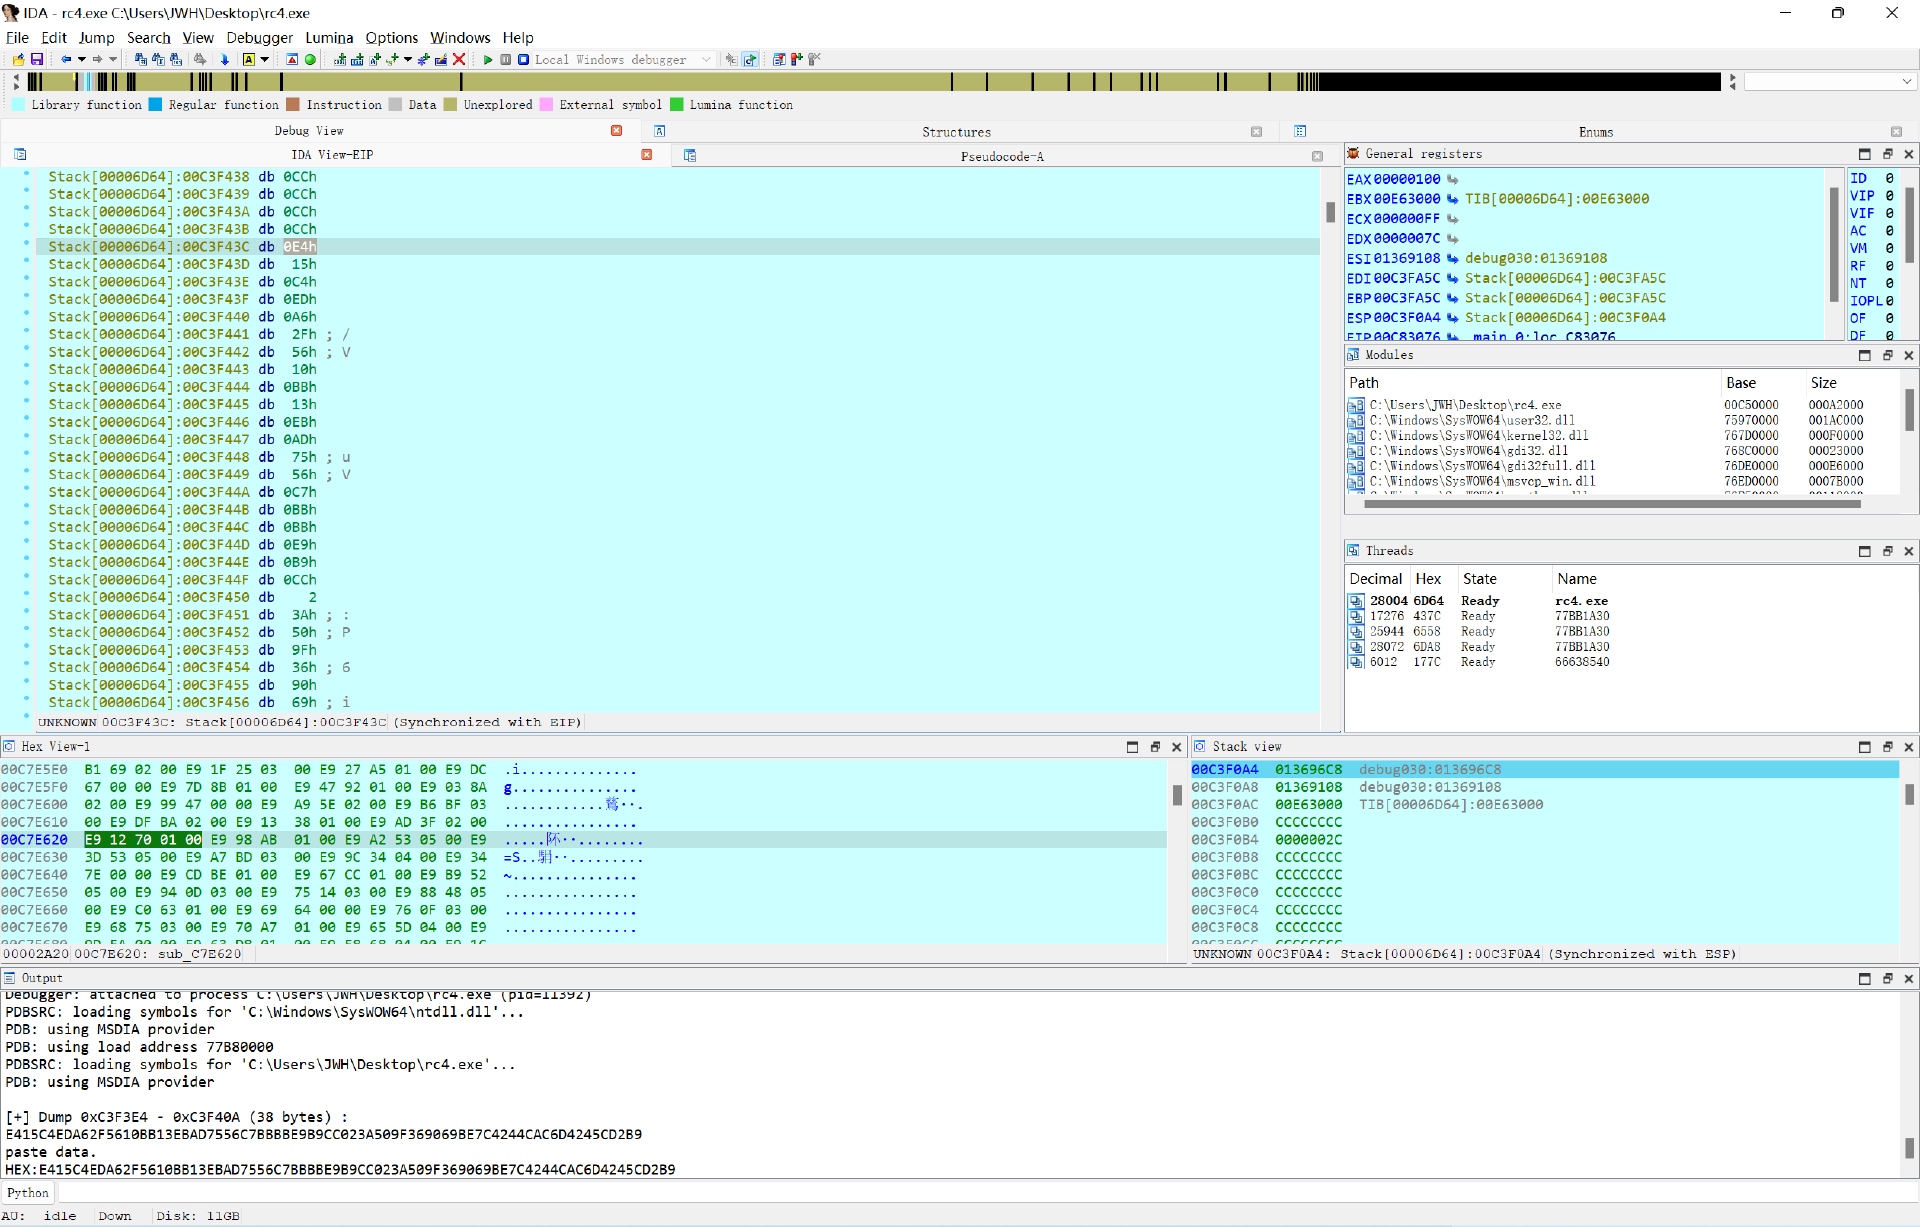 IDA - rc4.exe C:\Users\JWH\Desktop\rc4.exe
File Edit Jump Search View Debugger Lumina Options Windows Help
Local Windows debugger
Library function Regular function Instruction Data Unexplored External symbol Lumina function
Debug View Structures Enums
IDA View-EIP Pseudocode-A
Stack[00006D64]:00C3F438 db 0CCh
Stack[00006D64]:00C3F439 db 0CCh
Stack[00006D64]:00C3F43A db 0CCh
Stack[00006D64]:00C3F43B db 0CCh
Stack[00006D64]:00C3F43C db 0E4h
Stack[00006D64]:00C3F43D db 15h
Stack[00006D64]:00C3F43E db 0C4h
Stack[00006D64]:00C3F43F db 0EDh
Stack[00006D64]:00C3F440 db 0A6h
Stack[00006D64]:00C3F441 db 2Fh ; /
Stack[00006D64]:00C3F442 db 56h ; V
Stack[00006D64]:00C3F443 db 10h
Stack[00006D64]:00C3F444 db 0BBh
Stack[00006D64]:00C3F445 db 13h
Stack[00006D64]:00C3F446 db 0EBh
Stack[00006D64]:00C3F447 db 0ADh
Stack[00006D64]:00C3F448 db 75h ; u
Stack[00006D64]:00C3F449 db 56h ; V
Stack[00006D64]:00C3F44A db 0C7h
Stack[00006D64]:00C3F44B db 0BBh
Stack[00006D64]:00C3F44C db 0BBh
Stack[00006D64]:00C3F44D db 0E9h
Stack[00006D64]:00C3F44E db 0B9h
Stack[00006D64]:00C3F44F db 0CCh
Stack[00006D64]:00C3F450 db 2
Stack[00006D64]:00C3F451 db 3Ah ; :
Stack[00006D64]:00C3F452 db 50h ; P
Stack[00006D64]:00C3F453 db 9Fh
Stack[00006D64]:00C3F454 db 36h ; 6
Stack[00006D64]:00C3F455 db 90h
Stack[00006D64]:00C3F456 db 69h ; i
UNKNOWN 00C3F43C: Stack[00006D64]:00C3F43C (Synchronized with EIP)
General registers
EAX 00000100
EBX 00E63000 TIB[00006D64]:00E63000
ECX 000000FF
EDX 0000007C
ESI 01369108 debug030:01369108
EDI 00C3FA5C Stack[00006D64]:00C3FA5C
EBP 00C3FA5C Stack[00006D64]:00C3FA5C
ESP 00C3F0A4 Stack[00006D64]:00C3F0A4
EIP 00C83076 _main_0:loc_C83076
ID 0
VIP 0
VIF 0
AC 0
VM 0
RF 0
NT 0
IOPL 0
OF 0
DF 0
Modules
Path Base Size
C:\Users\JWH\Desktop\rc4.exe 00C50000 000A2000
C:\Windows\SysWOW64\user32.dll 75970000 001AC000
C:\Windows\SysWOW64\kernel32.dll 767D0000 000F0000
C:\Windows\SysWOW64\gdi32.dll 768C0000 00023000
C:\Windows\SysWOW64\gdi32full.dll 76DE0000 000E6000
C:\Windows\SysWOW64\msvcp_win.dll 76ED0000 0007B000
Threads
Decimal Hex State Name
28004 6D64 Ready rc4.exe
17276 437C Ready 77BB1A30
25944 6558 Ready 77BB1A30
28072 6DA8 Ready 77BB1A30
6012 177C Ready 66638540
Hex View-1
00C7E5E0 B1 69 02 00 E9 1F 25 03 00 E9 27 A5 01 00 E9 DC .i..............
00C7E5F0 67 00 00 E9 7D 8B 01 00 E9 47 92 01 00 E9 03 8A g...............
00C7E600 02 00 E9 99 47 00 00 E9 A9 5E 02 00 E9 B6 BF 03
00C7E610 00 E9 DF BA 02 00 E9 13 38 01 00 E9 AD 3F 02 00 ................
00C7E620 E9 12 70 01 00 E9 98 AB 01 00 E9 A2 53 05 00 E9
00C7E630 3D 53 05 00 E9 A7 BD 03 00 E9 9C 34 04 00 E9 34 =S..
00C7E640 7E 00 00 E9 CD BE 01 00 E9 67 CC 01 00 E9 B9 52 ~...............
00C7E650 05 00 E9 94 0D 03 00 E9 75 14 03 00 E9 88 48 05 ................
00C7E660 00 E9 C0 63 01 00 E9 69 64 00 00 E9 76 0F 03 00 ................
00C7E670 E9 68 75 03 00 E9 70 A7 01 00 E9 65 5D 04 00 E9 ................
00002A20 00C7E620: sub_C7E620
Stack view
00C3F0A4 013696C8 debug030:013696C8
00C3F0A8 01369108 debug030:01369108
00C3F0AC 00E63000 TIB[00006D64]:00E63000
00C3F0B0 CCCCCCCC
00C3F0B4 0000002C
00C3F0B8 CCCCCCCC
00C3F0BC CCCCCCCC
00C3F0C0 CCCCCCCC
00C3F0C4 CCCCCCCC
00C3F0C8 CCCCCCCC
UNKNOWN 00C3F0A4: Stack[00006D64]:00C3F0A4 (Synchronized with ESP)
Output
Debugger: attached to process C:\Users\JWH\Desktop\rc4.exe (pid=11392)
PDBSRC: loading symbols for 'C:\Windows\SysWOW64\ntdll.dll'...
PDB: using MSDIA provider
PDB: using load address 77B80000
PDBSRC: loading symbols for 'C:\Users\JWH\Desktop\rc4.exe'...
PDB: using MSDIA provider
[+] Dump 0xC3F3E4 - 0xC3F40A (38 bytes) :
E415C4EDA62F5610BB13EBAD7556C7BBBBE9B9CC023A509F369069BE7C4244CAC6D4245CD2B9
paste data.
HEX:E415C4EDA62F5610BB13EBAD7556C7BBBBE9B9CC023A509F369069BE7C4244CAC6D4245CD2B9
Python
AU: idle Down Disk: 11GB